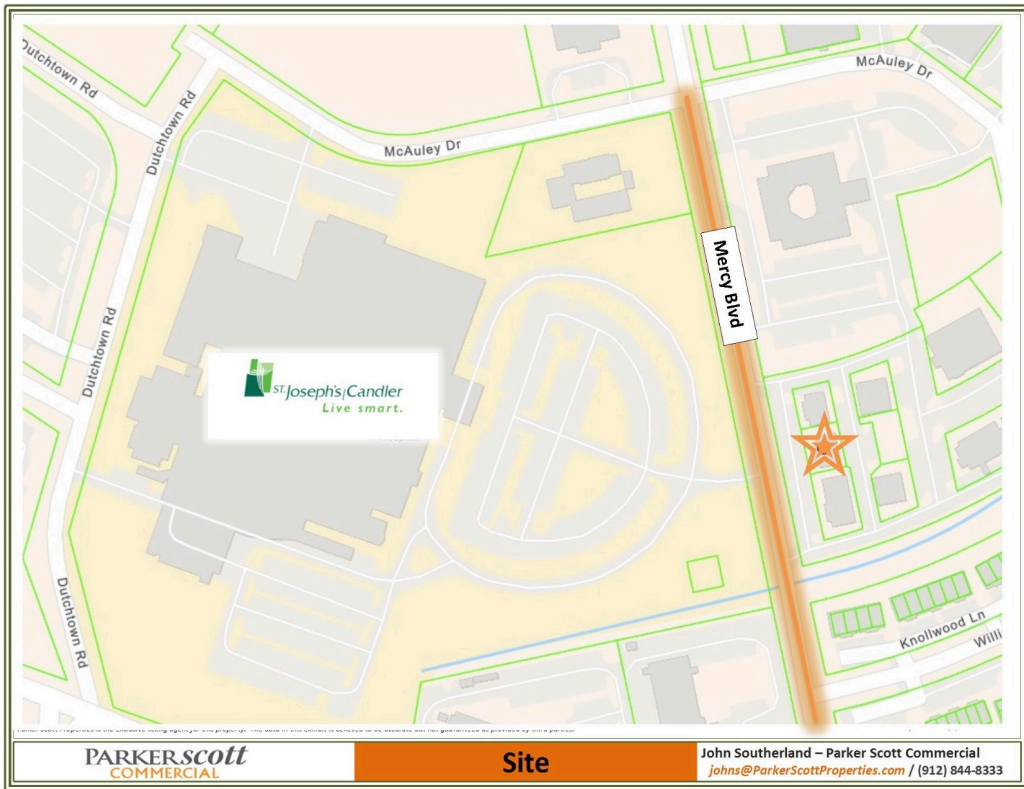 Dutchtown Rd
McAuley Dr
Dutchtown Rd
McAuley Dr
Mercy Blvd
Dutchtown Rd
ST. Joseph's/Candler
Live smart.
Dutchtown Rd
Knollwood Ln
Willi
PARKER SCOTT
COMMERCIAL
Site
John Southerland – Parker Scott Commercial
johns@ParkerScottProperties.com / (912) 844-8333